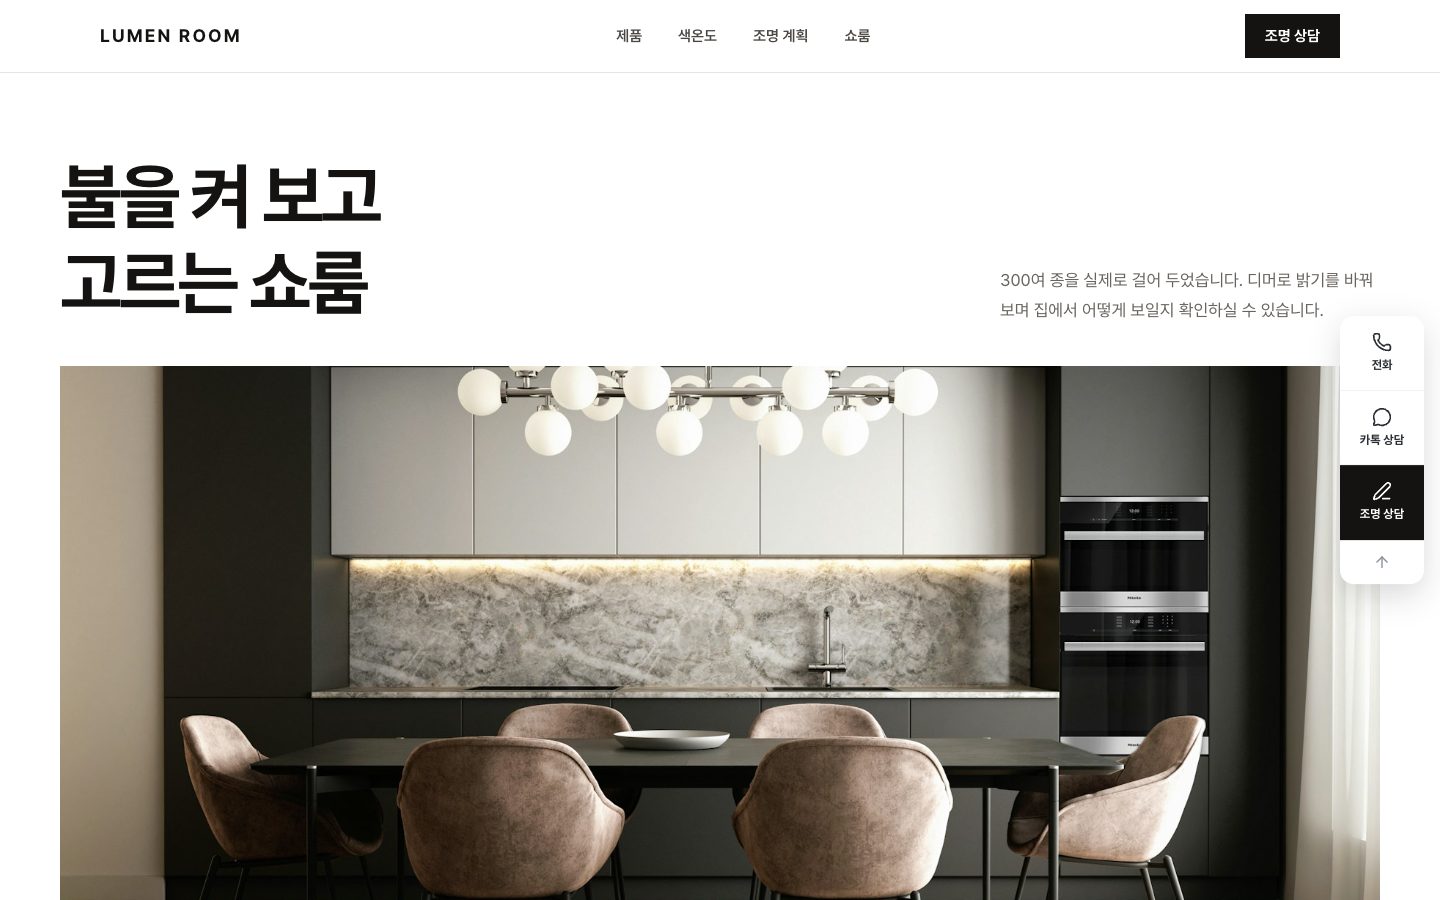 LUMEN ROOM
제품
색온도
조명 계획
쇼룸
조명 상담
불을 켜 보고
고르는 쇼룸
300여 종을 실제로 걸어 두었습니다. 디머로 밝기를 바꿔
보며 집에서 어떻게 보일지 확인하실 수 있습니다.
전화
카톡 상담
조명 상담
12:00
12:00